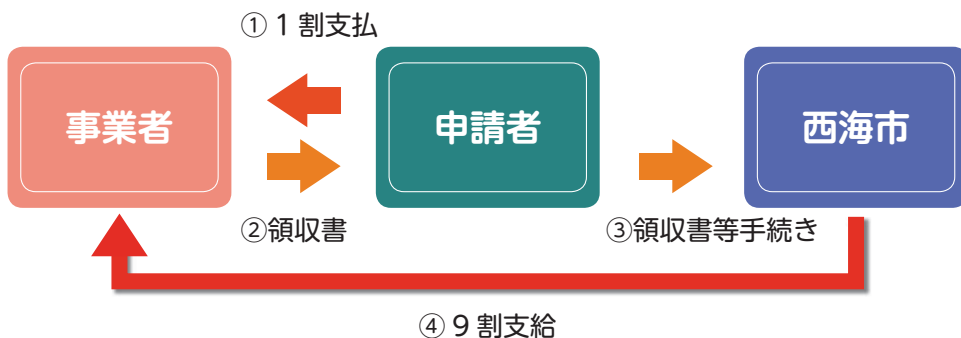 ① 1 割支払
事業者
申請者
西海市
②領収書
③領収書等手続き
④ 9 割支給